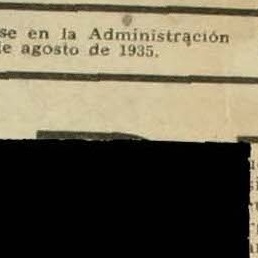 se en la Administración
de agosto de 1935.